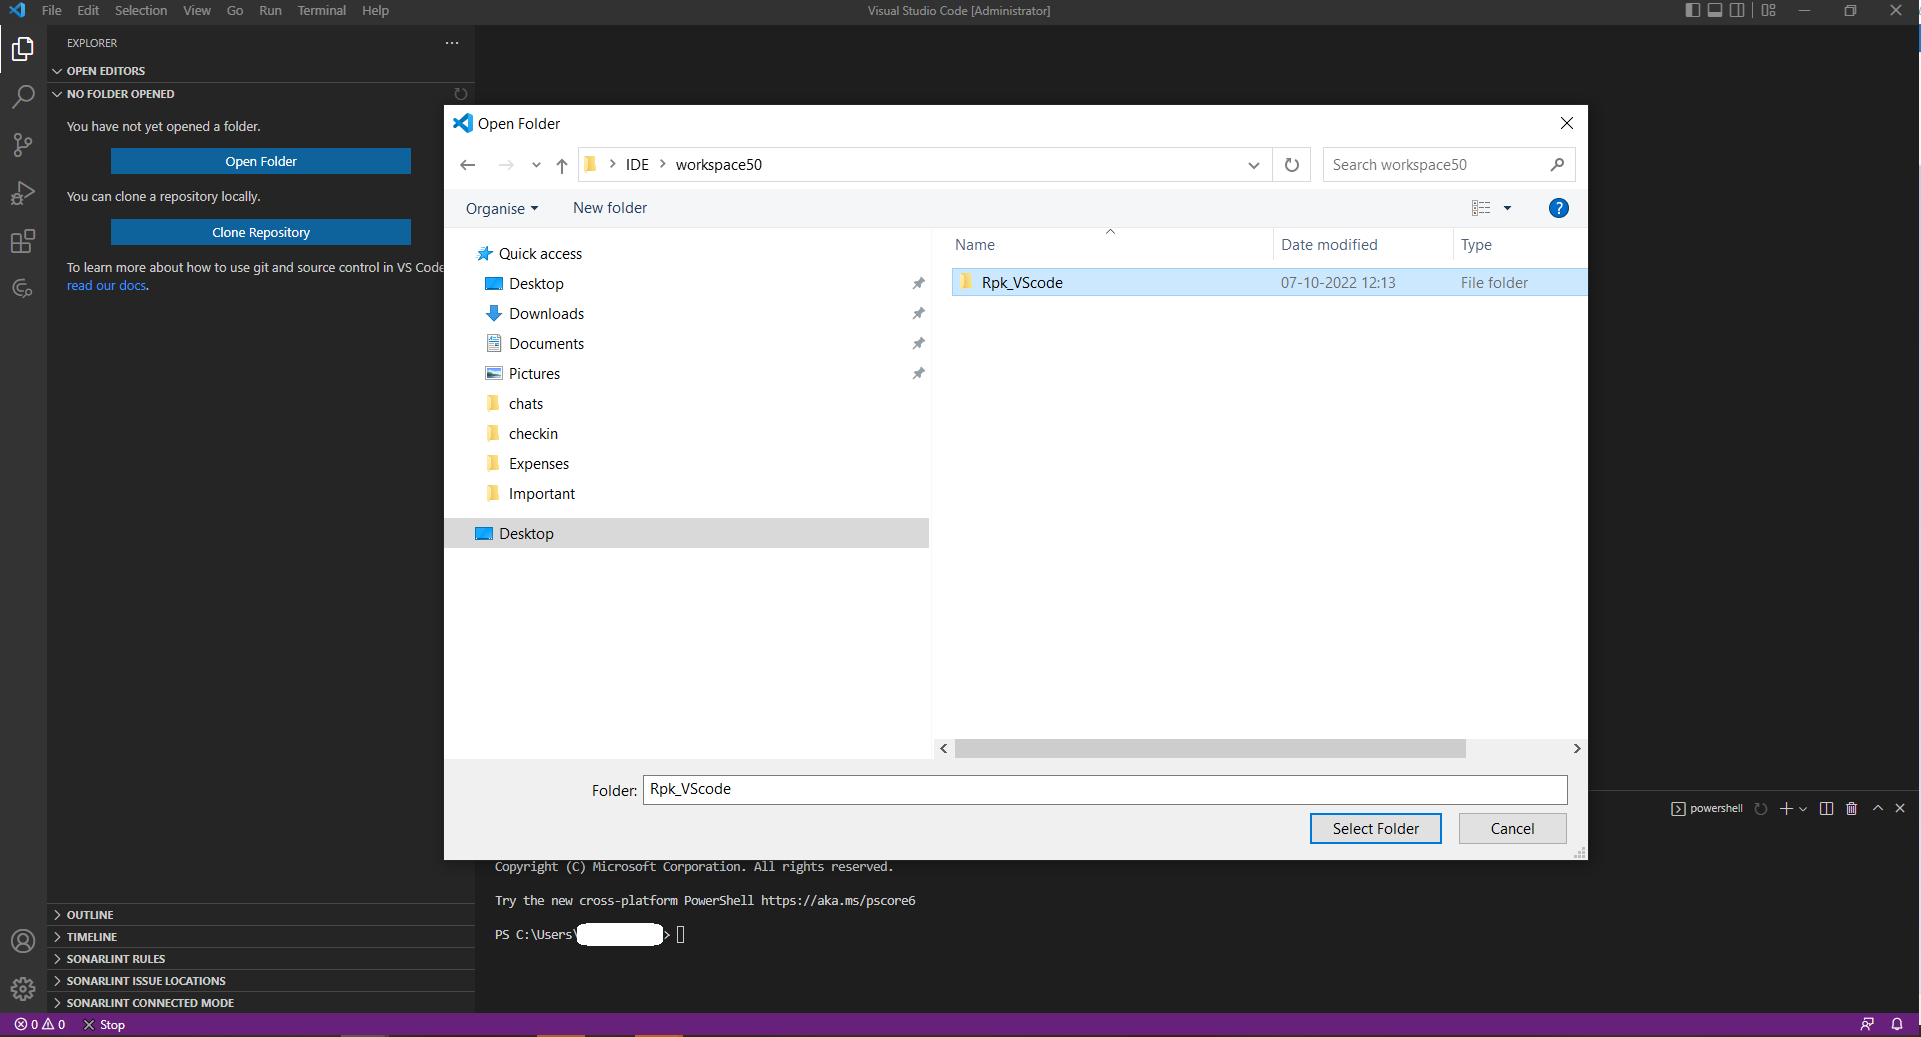 File Edit Selection View Go Run Terminal Help
Visual Studio Code [Administrator]
EXPLORER
OPEN EDITORS
NO FOLDER OPENED
You have not yet opened a folder.
Open Folder
You can clone a repository locally.
Clone Repository
To learn more about how to use git and source control in VS Code
read our docs.
Open Folder
IDE > workspace50
Search workspace50
Organise
New folder
Quick access
Desktop
Downloads
Documents
Pictures
chats
checkin
Expenses
Important
Desktop
Name Date modified Type
Rpk_VScode 07-10-2022 12:13 File folder
Folder: Rpk_VScode
Select Folder Cancel
powershell
Copyright (C) Microsoft Corporation. All rights reserved.
Try the new cross-platform PowerShell https://aka.ms/pscore6
PS C:\Users\ >
OUTLINE
TIMELINE
SONARLINT RULES
SONARLINT ISSUE LOCATIONS
SONARLINT CONNECTED MODE
0 0 Stop